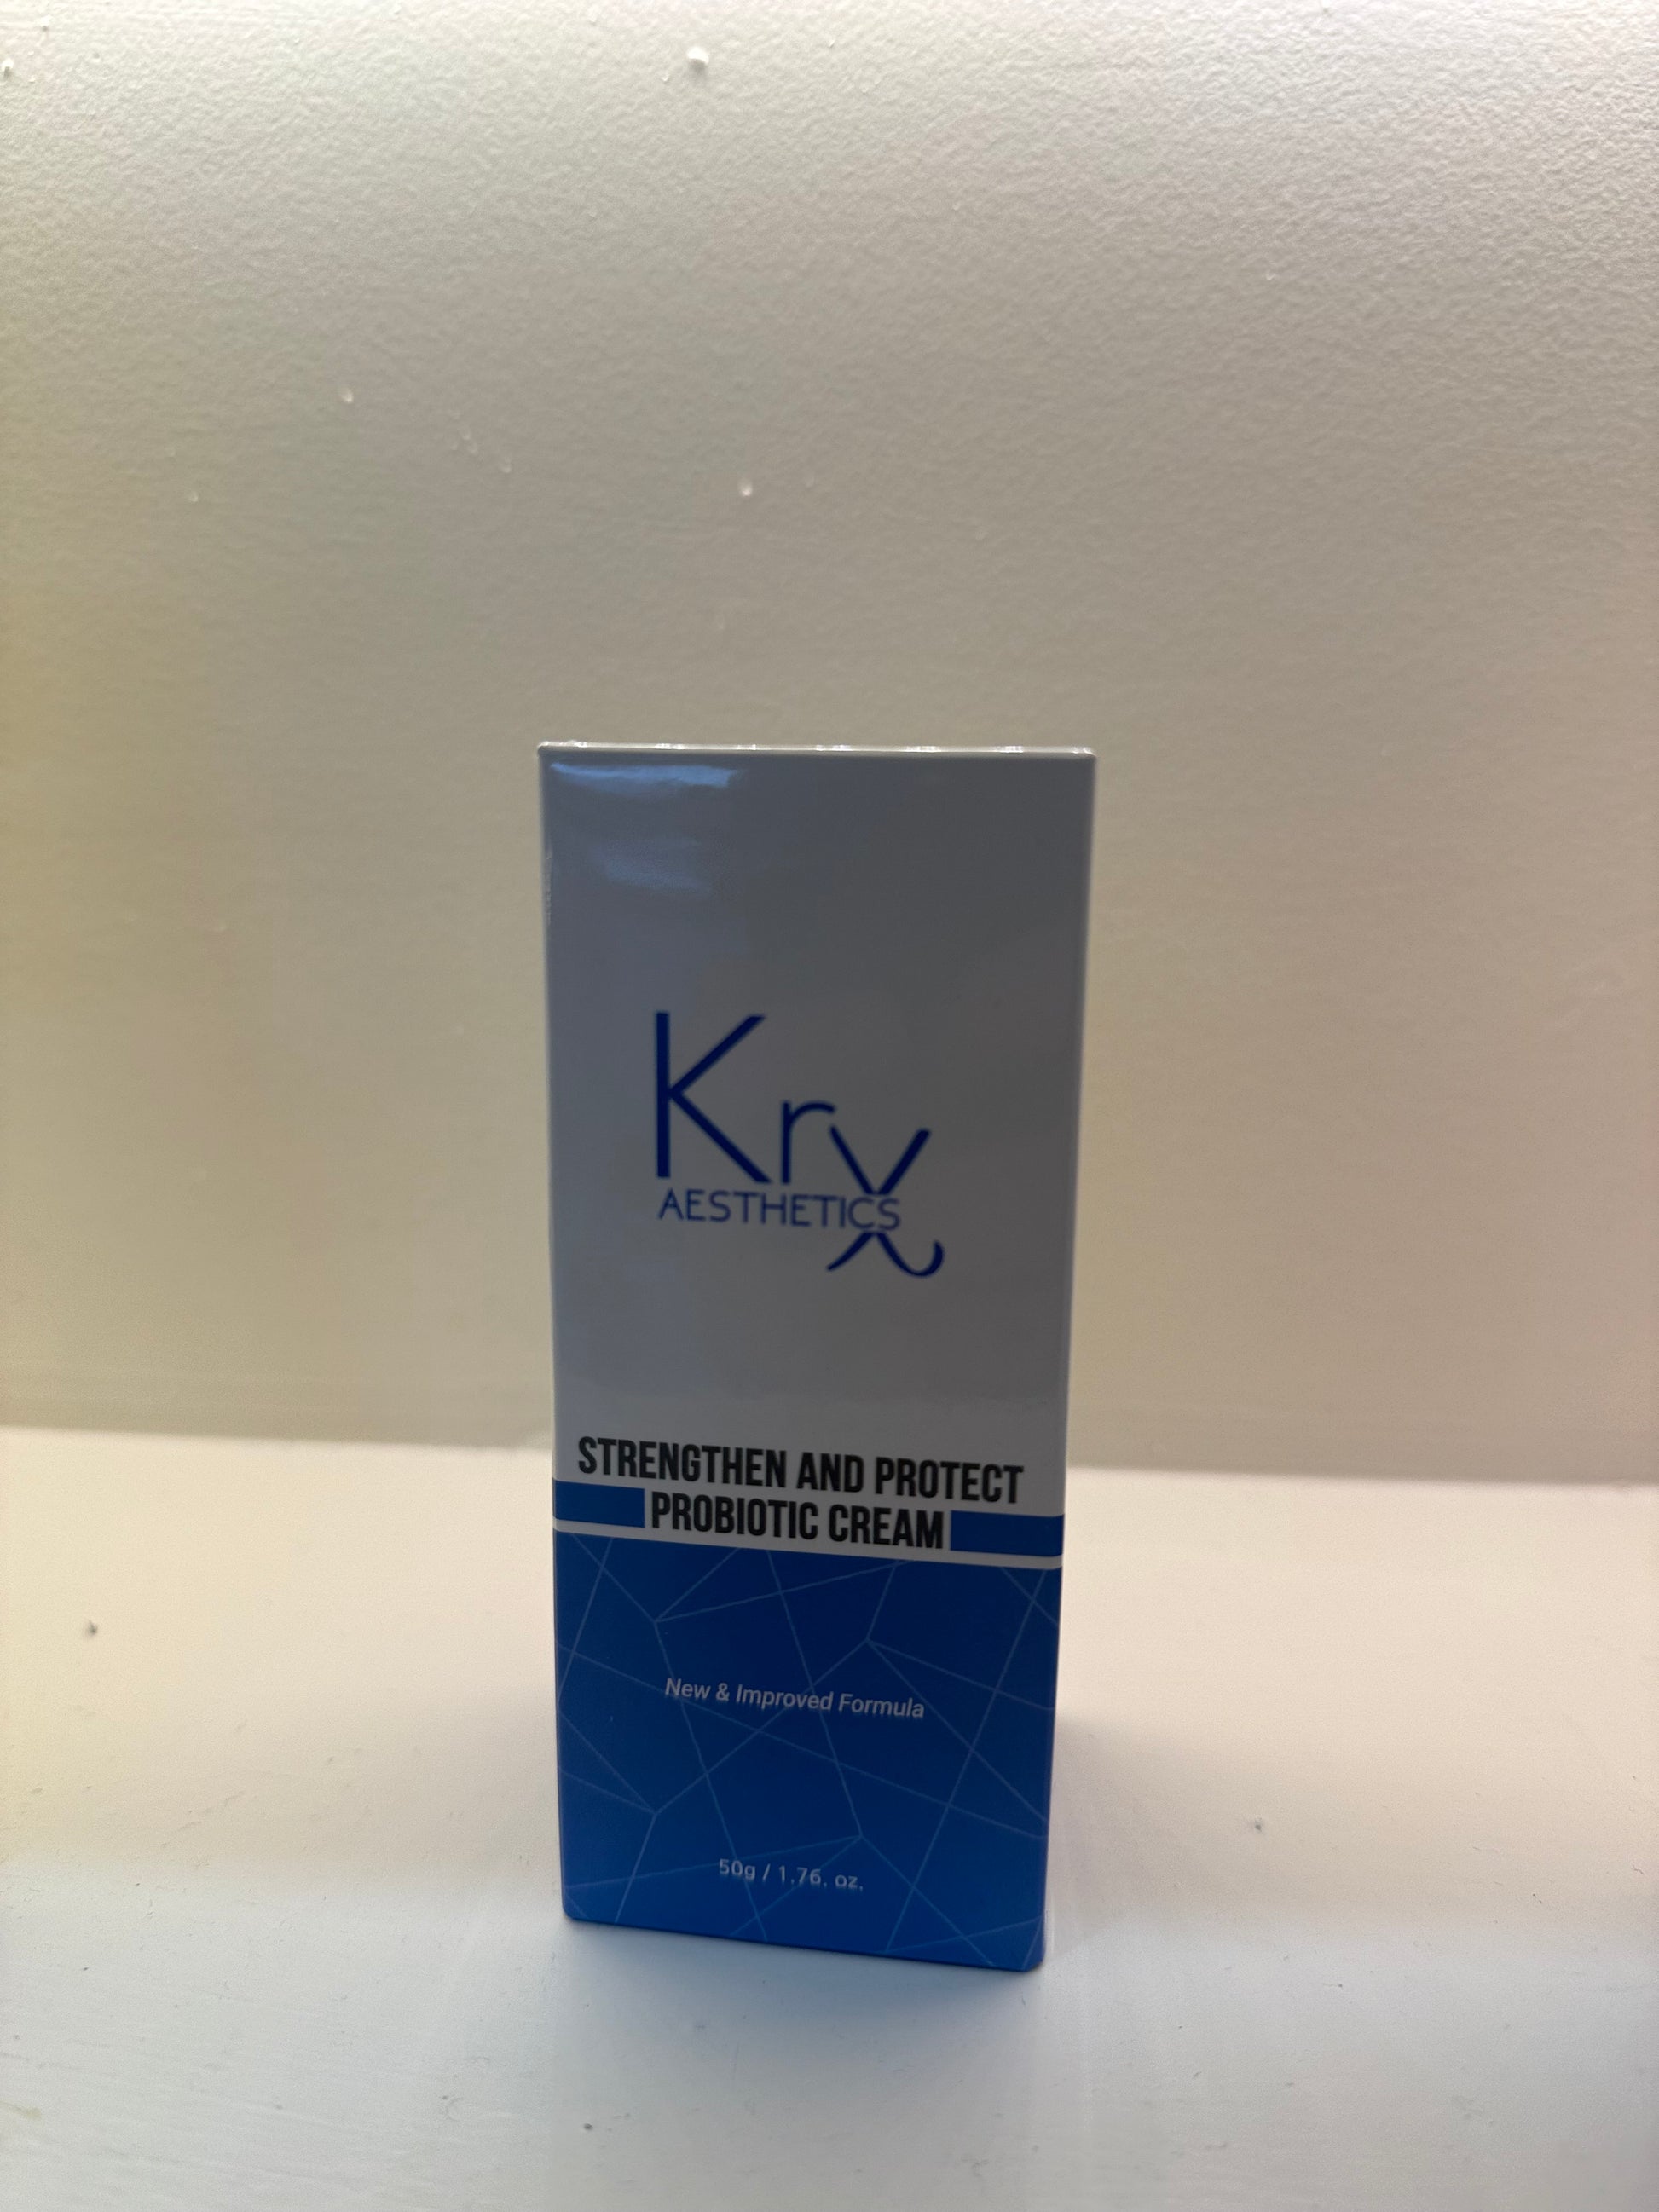 Krx
AESTHETICS
STRENGTHEN AND PROTECT
PROBIOTIC CREAM
New & Improved Formula
50g / 1.76. oz.